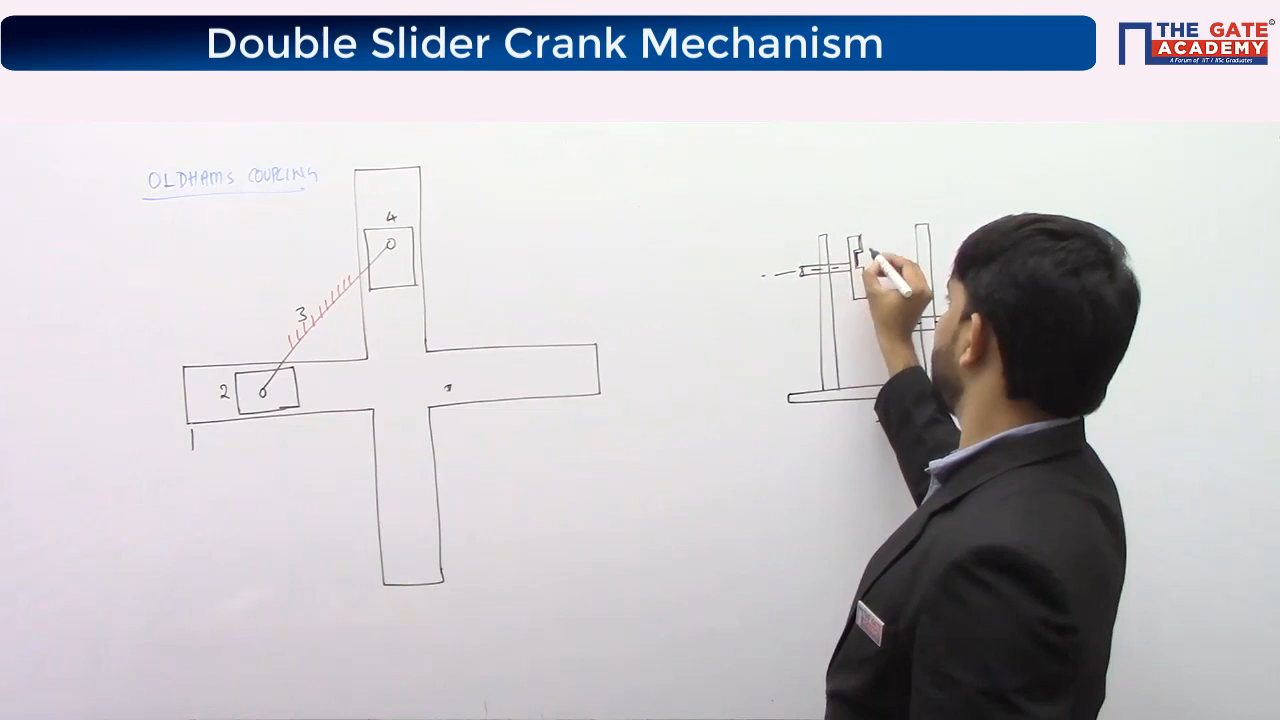 Double Slider Crank Mechanism
THE GATE
ACADEMY
A Forum of IIT / IISc Graduates
OLDHAMS COUPLING
4
3
2
1